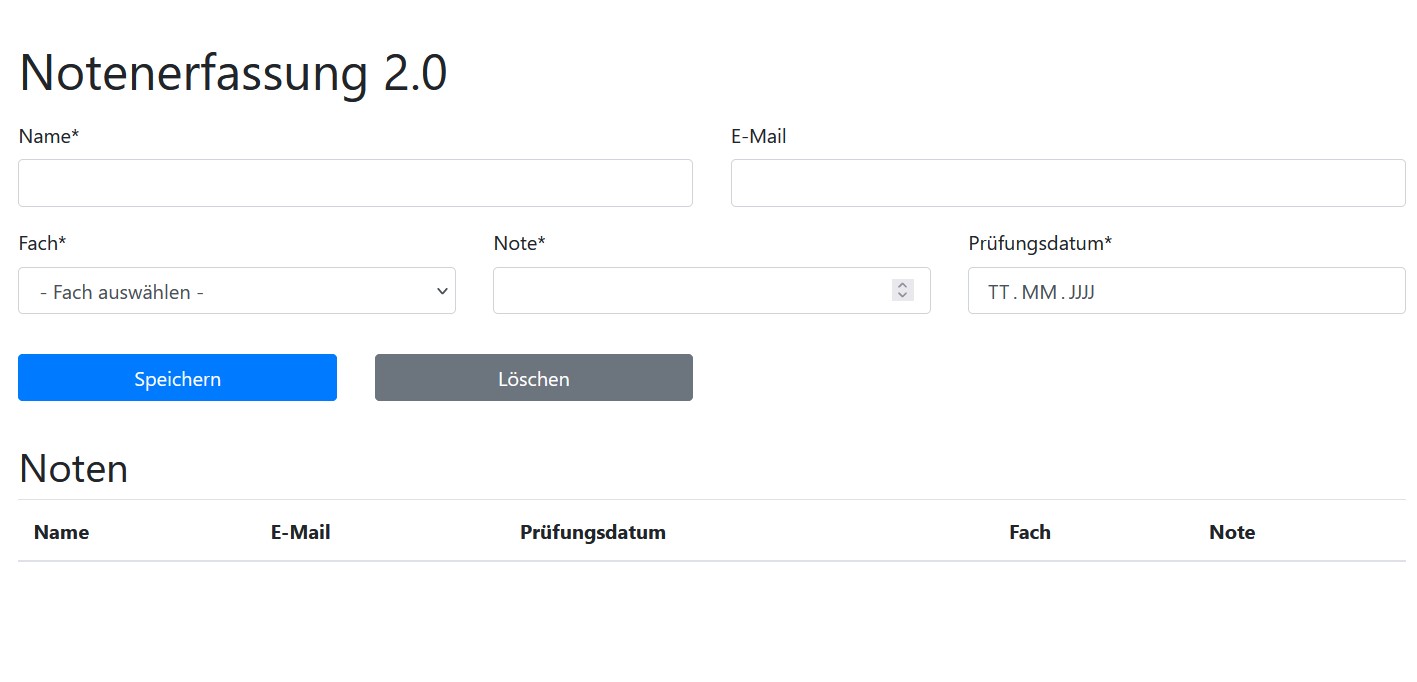 Notenerfassung 2.0
Name* E-Mail
Fach* Note* Prüfungsdatum*
- Fach auswählen - TT.MM.JJJJ
Speichern Löschen
Noten
Name E-Mail Prüfungsdatum Fach Note